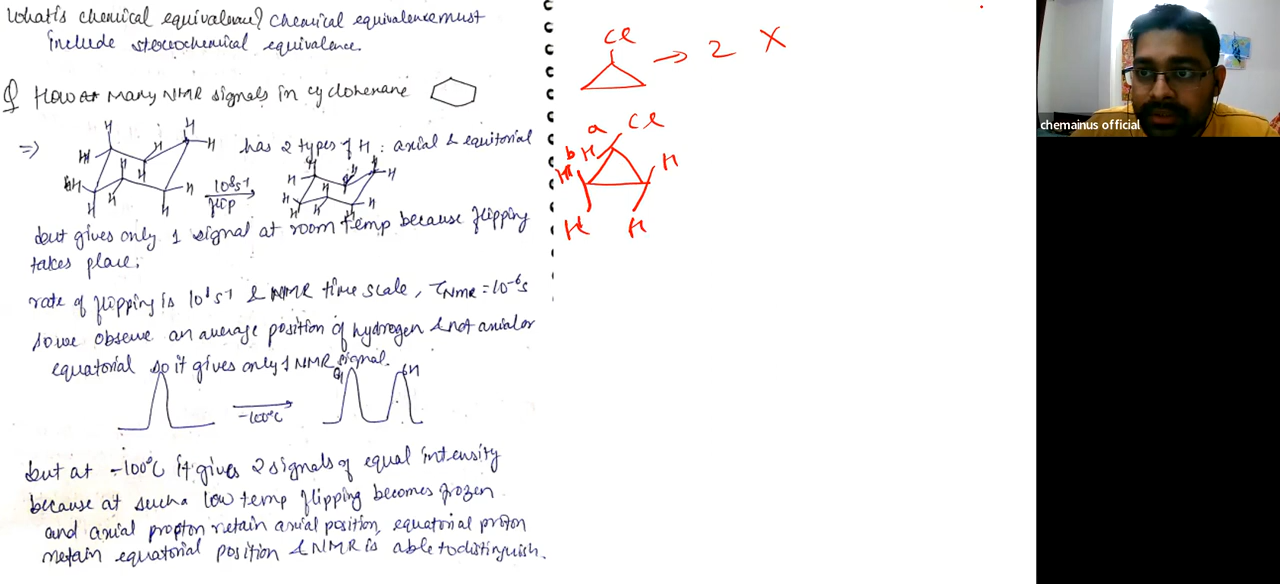 What is chemical equivalence? Chemical equivalence must
include stereochemical equivalence.
Q How many NMR signals in cyclohexane
⇒ has 2 types of H : axial & equitorial
10⁸s⁻¹
flip
but gives only 1 signal at room temp because flipping
takes place.
rate of flipping is 10⁸s⁻¹ & NMR time scale, τNMR = 10⁻⁶s
so we observe an average position of hydrogen & not axial or
equatorial so it gives only 1 NMR signal.
6H 6H
-100°C
but at -100°C it gives 2 signals of equal intensity
because at such a low temp flipping becomes frozen
and axial proton retain axial position, equatorial proton
retain equatorial position & NMR is able to distinguish.
Cl → 2 X
a Cl
b H H
H
H H
chemainus official